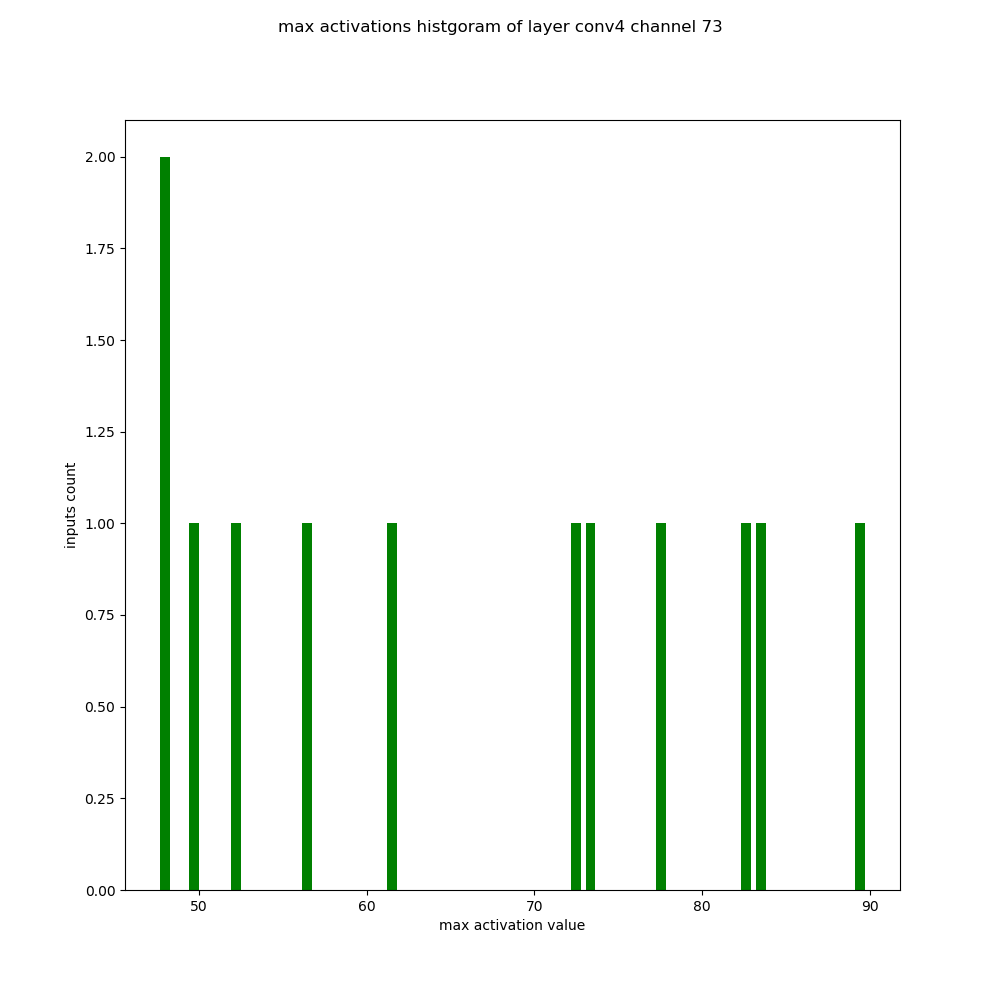 max activations histgoram of layer conv4 channel 73
2.00
1.75
1.50
1.25
1.00
0.75
0.50
0.25
0.00
inputs count
50 60 70 80 90
max activation value